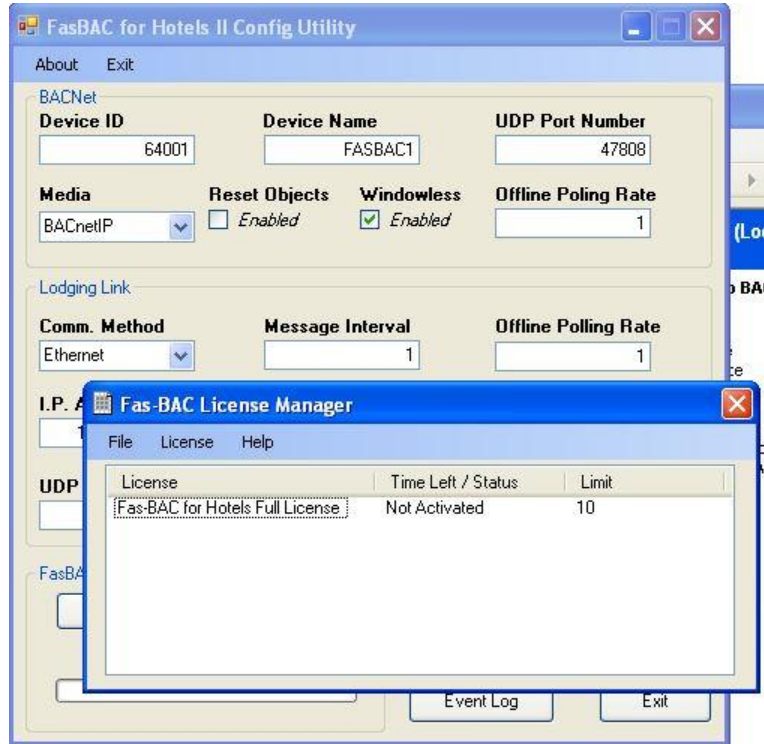 FasBAC for Hotels II Config Utility
About Exit
BACNet
Device ID Device Name UDP Port Number
64001 FASBAC1 47808
Media Reset Objects Windowless Offline Poling Rate
BACnetIP Enabled Enabled 1
(Loc
BA
Lodging Link
Comm. Method Message Interval Offline Polling Rate
Ethernet 1 1
I.P. A
Fas-BAC License Manager
File License Help
UDP
License Time Left / Status Limit
Fas-BAC for Hotels Full License Not Activated 10
FasBA
Event Log Exit